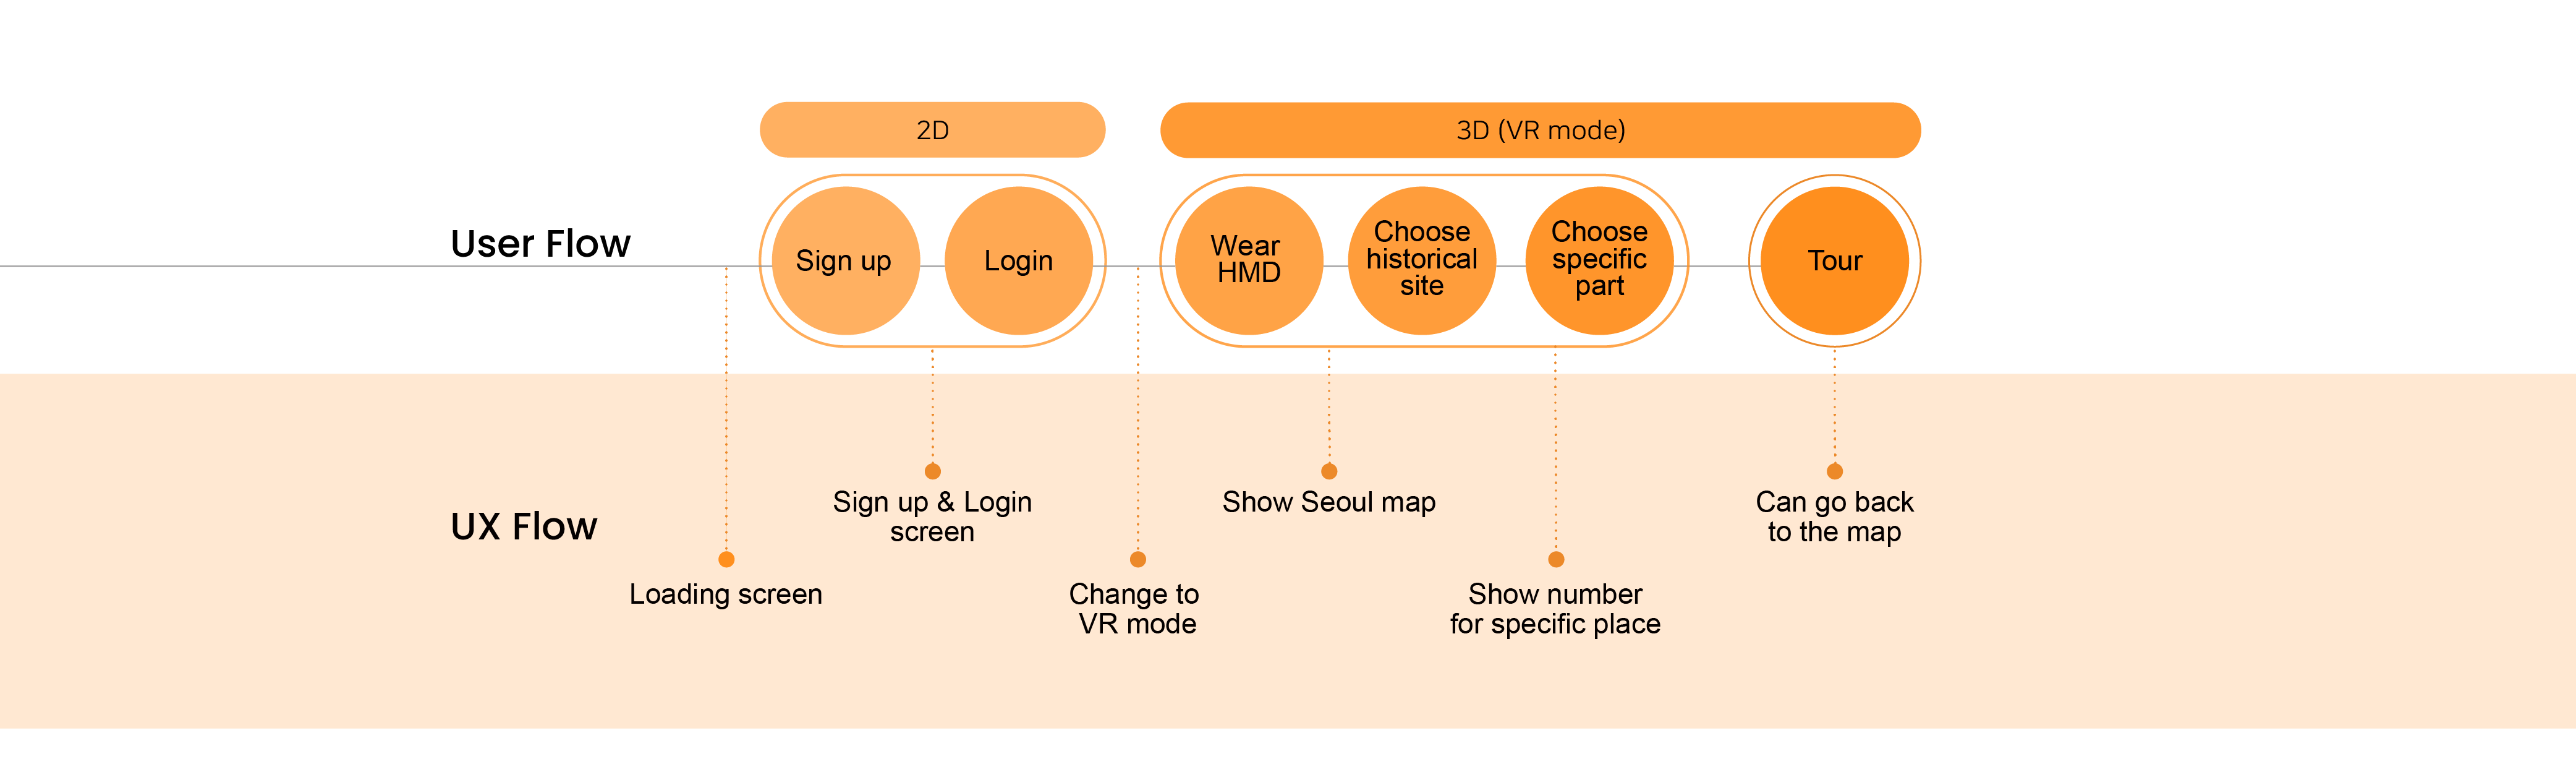 2D
3D (VR mode)
User Flow
Sign up
Login
Wear
HMD
Choose
historical
site
Choose
specific
part
Tour
UX Flow
Loading screen
Sign up & Login
screen
Change to
VR mode
Show Seoul map
Show number
for specific place
Can go back
to the map